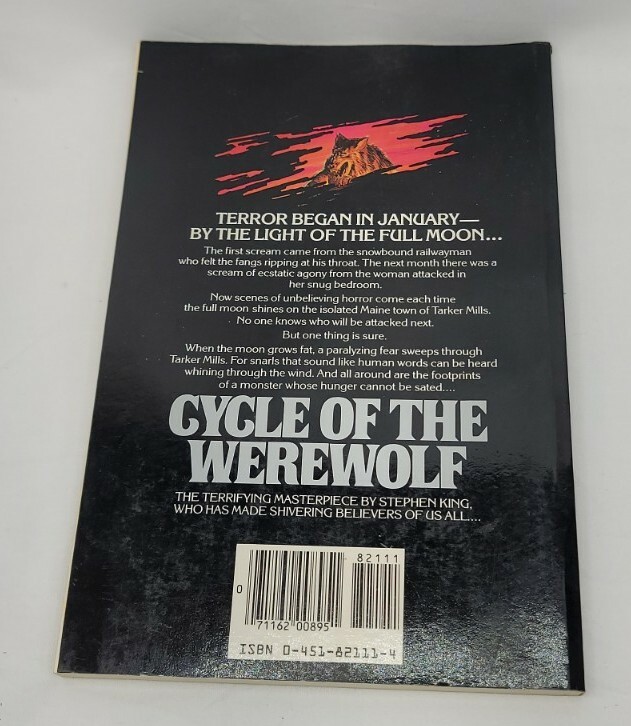 TERROR BEGAN IN JANUARY—
BY THE LIGHT OF THE FULL MOON...
The first scream came from the snowbound railwayman
who felt the fangs ripping at his throat. The next month there was a
scream of ecstatic agony from the woman attacked in
her snug bedroom.
Now scenes of unbelieving horror come each time
the full moon shines on the isolated Maine town of Tarker Mills.
No one knows who will be attacked next.
But one thing is sure.
When the moon grows fat, a paralyzing fear sweeps through
Tarker Mills. For snarls that sound like human words can be heard
whining through the wind. And all around are the footprints
of a monster whose hunger cannot be sated....
CYCLE OF THE
WEREWOLF
THE TERRIFYING MASTERPIECE BY STEPHEN KING,
WHO HAS MADE SHIVERING BELIEVERS OF US ALL....
82111
0 71162 00895
ISBN 0-451-82111-4